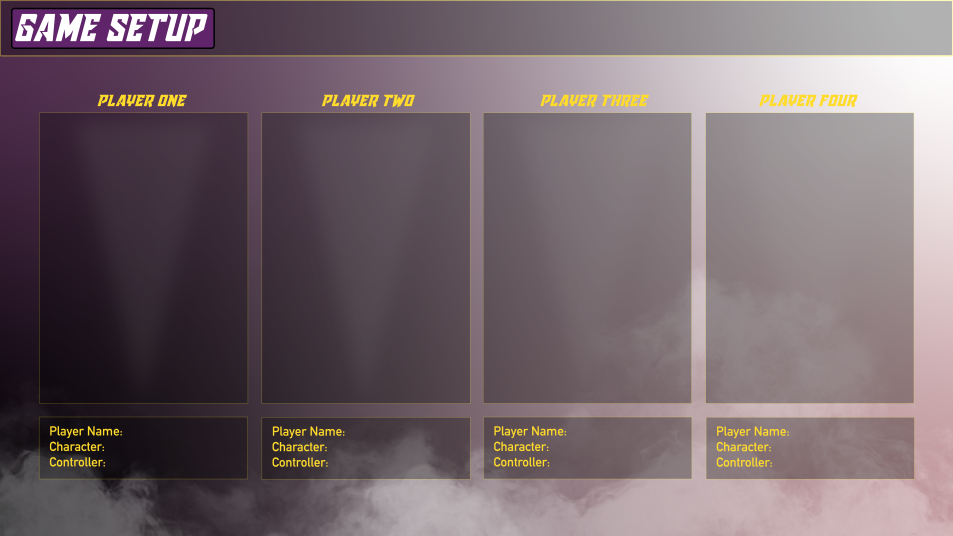 GAME SETUP
PLAYER ONE
PLAYER TWO
PLAYER THREE
PLAYER FOUR
Player Name:
Character:
Controller:
Player Name:
Character:
Controller:
Player Name:
Character:
Controller:
Player Name:
Character:
Controller: